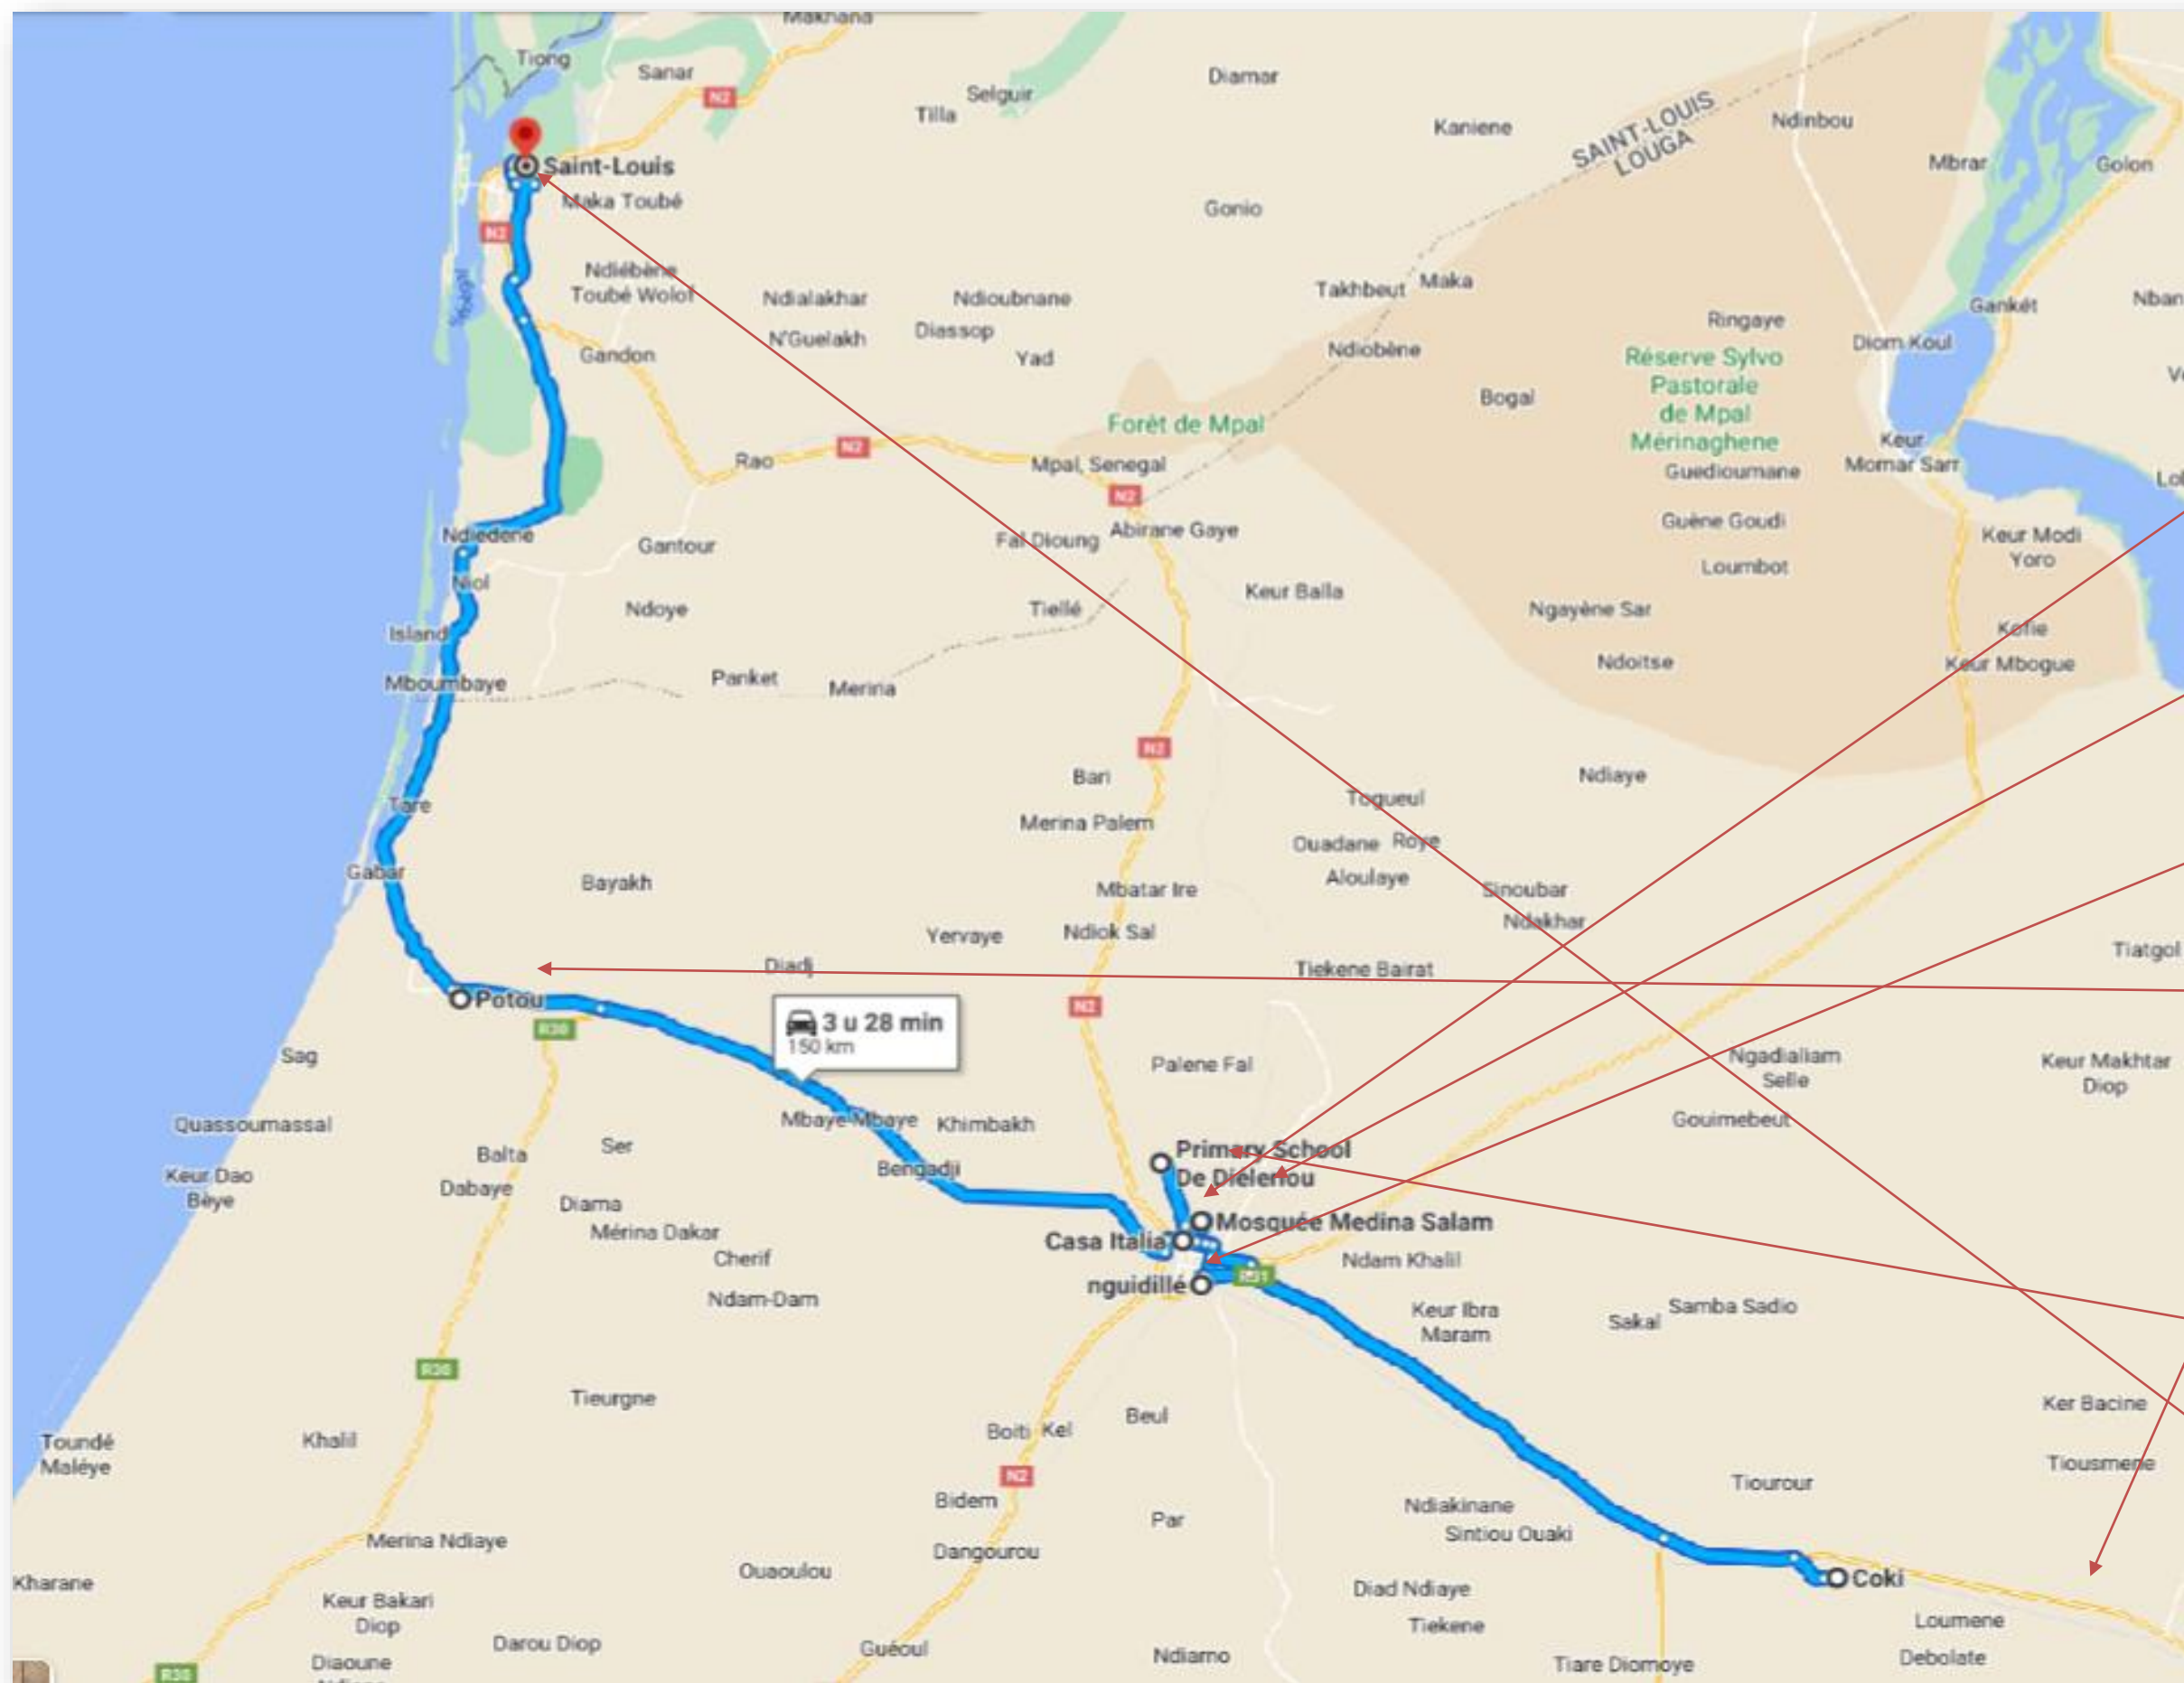 Makhana
Tiong
Sanar
N2
Selguir
Tilla
Diamar
Kaniene
SAINT-LOUIS
LOUGA
Ndinbou
Mbrar
Golon
Saint-Louis
Maka Toubé
N2
Gonio
Ndiébène
Toubé Wolof
Ndialakhar
Ndioubnane
N'Guelakh
Diassop
Yad
Gandon
Takhbeut
Maka
Ndiobène
Ringaye
Réserve Sylvo
Pastorale
de Mpal
Mérinaghene
Bogal
Diom Koul
Gankét
Nban
Forêt de Mpal
Rao
N2
Mpal, Senegal
N2
Keur
Momar Sarr
Guedioumane
Lol
Guène Goudi
Loumbot
Keur Modi
Yoro
Ndiedene
Gantour
Fal Dioung
Abirane Gaye
Niol
Ndoye
Tiellé
Keur Balla
Ngayène Sar
Kofie
Island
Ndoitse
Keur Mbogue
Mboumbaye
Panket
Merina
N2
Bari
Ndiaye
Togueul
Tare
Merina Palem
Ouadane
Roye
Aloulaye
Gabar
Bayakh
Mbatar Ire
Sinoubar
Ndakhar
Yervaye
Ndiok Sal
Tiatgol
Diadj
Tiekene Bairat
Potou
N2
3 u 28 min
150 km
R30
Sag
Palene Fal
Ngadialiam
Selle
Keur Makhtar
Diop
Quassoumassal
Mbaye-Mbaye
Khimbakh
Gouimebeut
Balta
Ser
Primary School
De Dielerlou
Bengadji
Keur Dao
Bèye
Dabaye
Diama
Mérina Dakar
Mosquée Medina Salam
Casa Italia
Cherif
Ndam Khalil
nguidillé
R31
Ndam-Dam
Keur Ibra
Maram
Sakal
Samba Sadio
R30
Tieurgne
Ker Bacine
Beul
Boiti
Kel
Toundé
Maléye
Khalil
N2
Tiousmene
Tiourour
Bidem
Ndiakinane
Par
Sintiou Ouaki
Merina Ndiaye
Dangourou
Kharane
Ouaoulou
Coki
Diad Ndiaye
Keur Bakari
Diop
Tiekene
Loumene
Darou Diop
Guéoul
Ndiamo
Debolate
Diaoune
Tiare Diomoye
R30